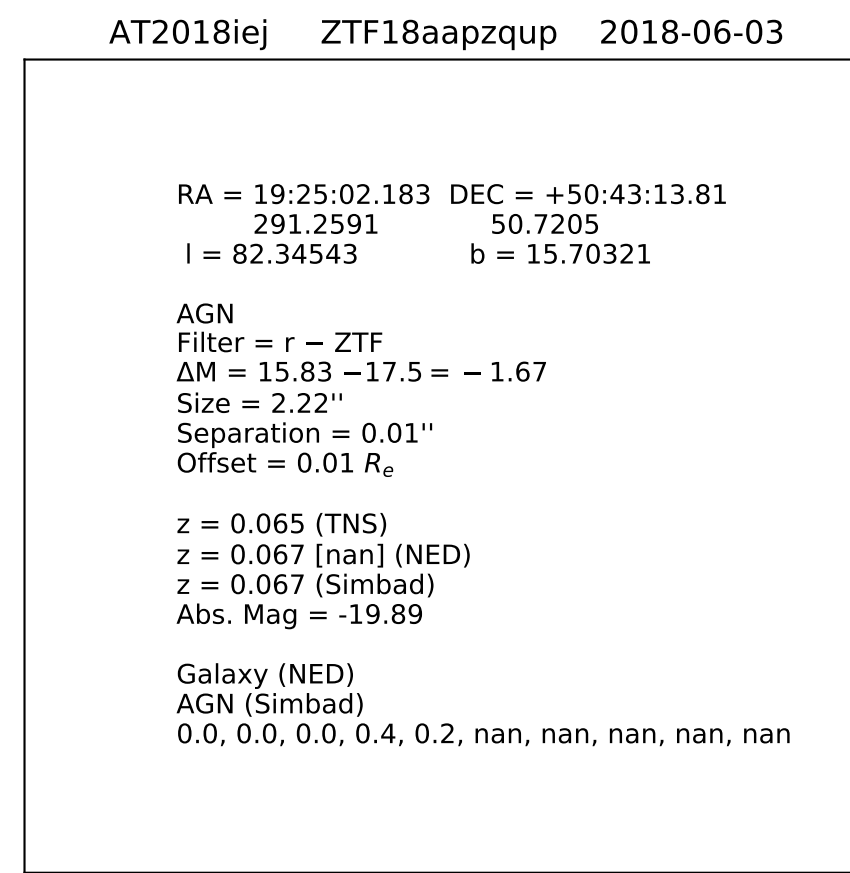 AT2018iej ZTF18aapzqup 2018-06-03
RA = 19:25:02.183 DEC = +50:43:13.81
291.2591 50.7205
l = 82.34543 b = 15.70321
AGN
Filter = r − ZTF
ΔM = 15.83 −17.5 = − 1.67
Size = 2.22''
Separation = 0.01''
Offset = 0.01 Rₑ
z = 0.065 (TNS)
z = 0.067 [nan] (NED)
z = 0.067 (Simbad)
Abs. Mag = -19.89
Galaxy (NED)
AGN (Simbad)
0.0, 0.0, 0.0, 0.4, 0.2, nan, nan, nan, nan, nan